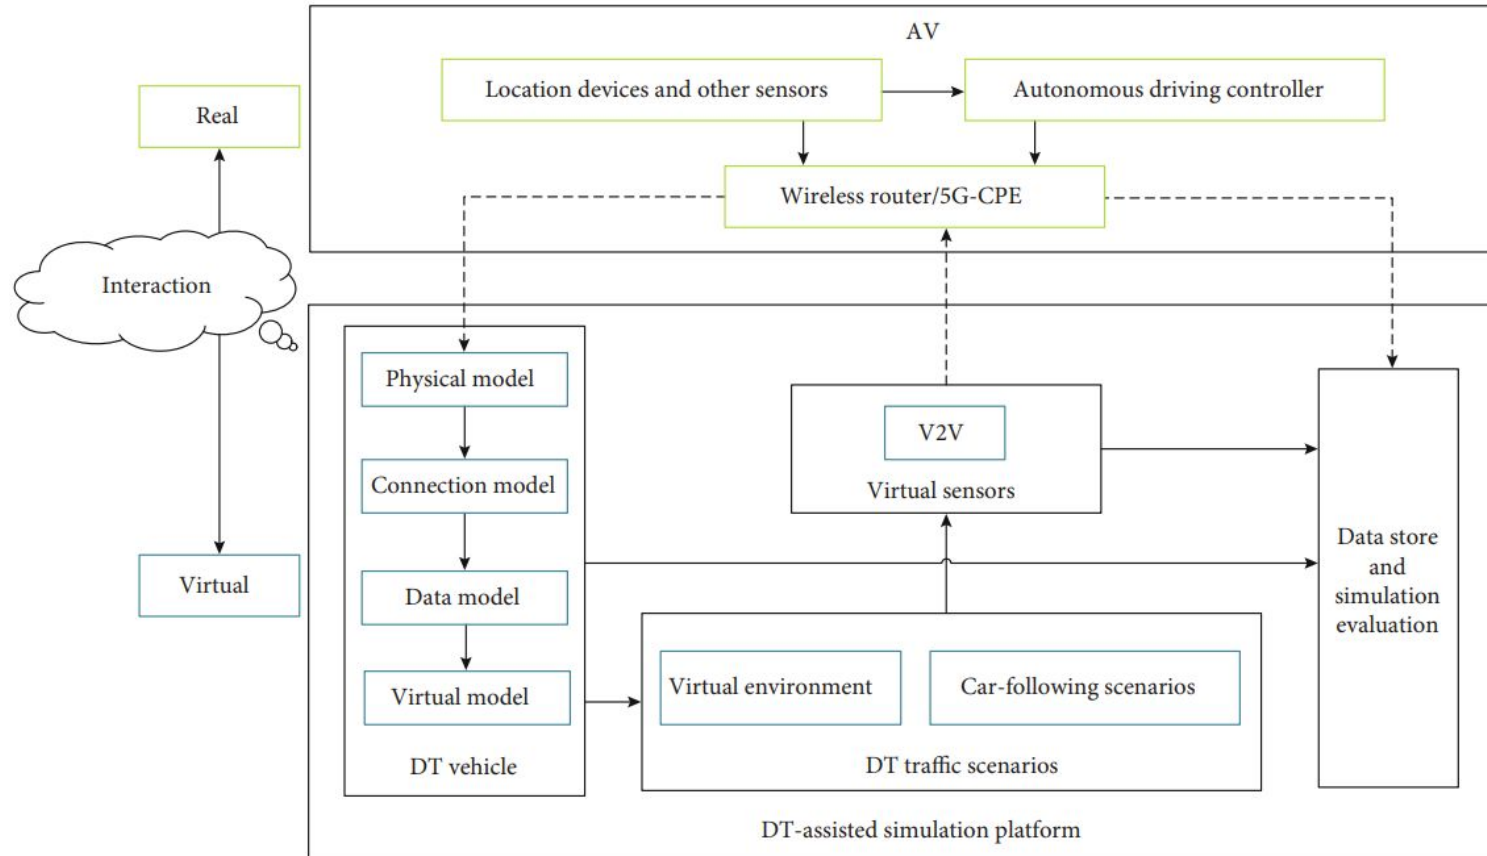 AV
Location devices and other sensors
Autonomous driving controller
Real
Wireless router/5G-CPE
Interaction
Physical model
V2V
Connection model
Virtual sensors
Data store
and
simulation
evaluation
Virtual
Data model
Virtual model
Virtual environment
Car-following scenarios
DT vehicle
DT traffic scenarios
DT-assisted simulation platform